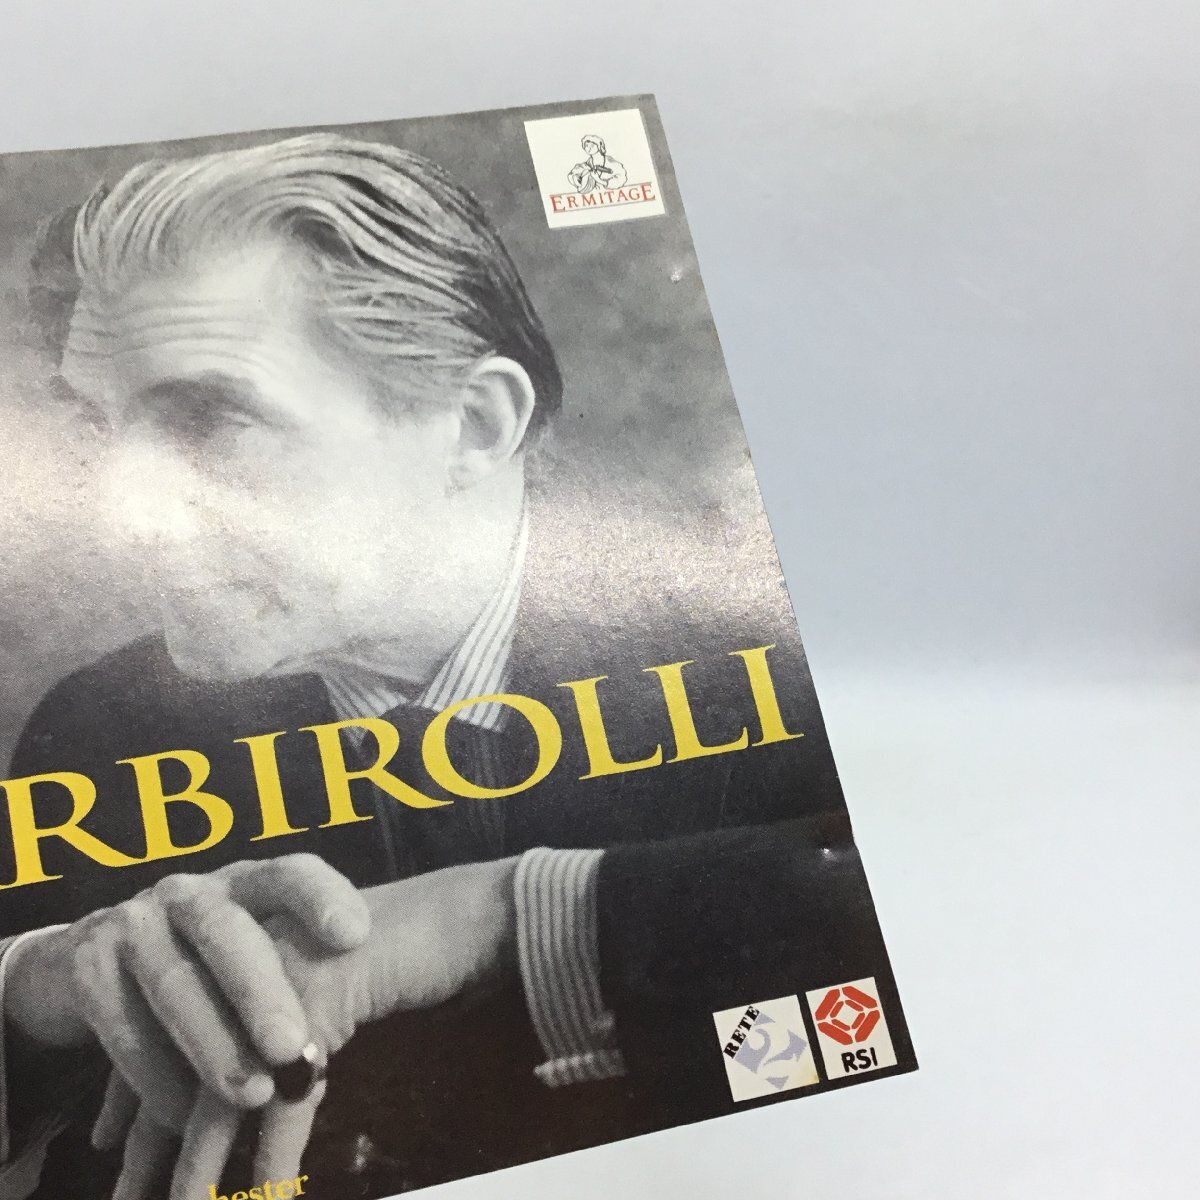 ERMITAGE
RBIROLLI
RETE 2
RSI
hester